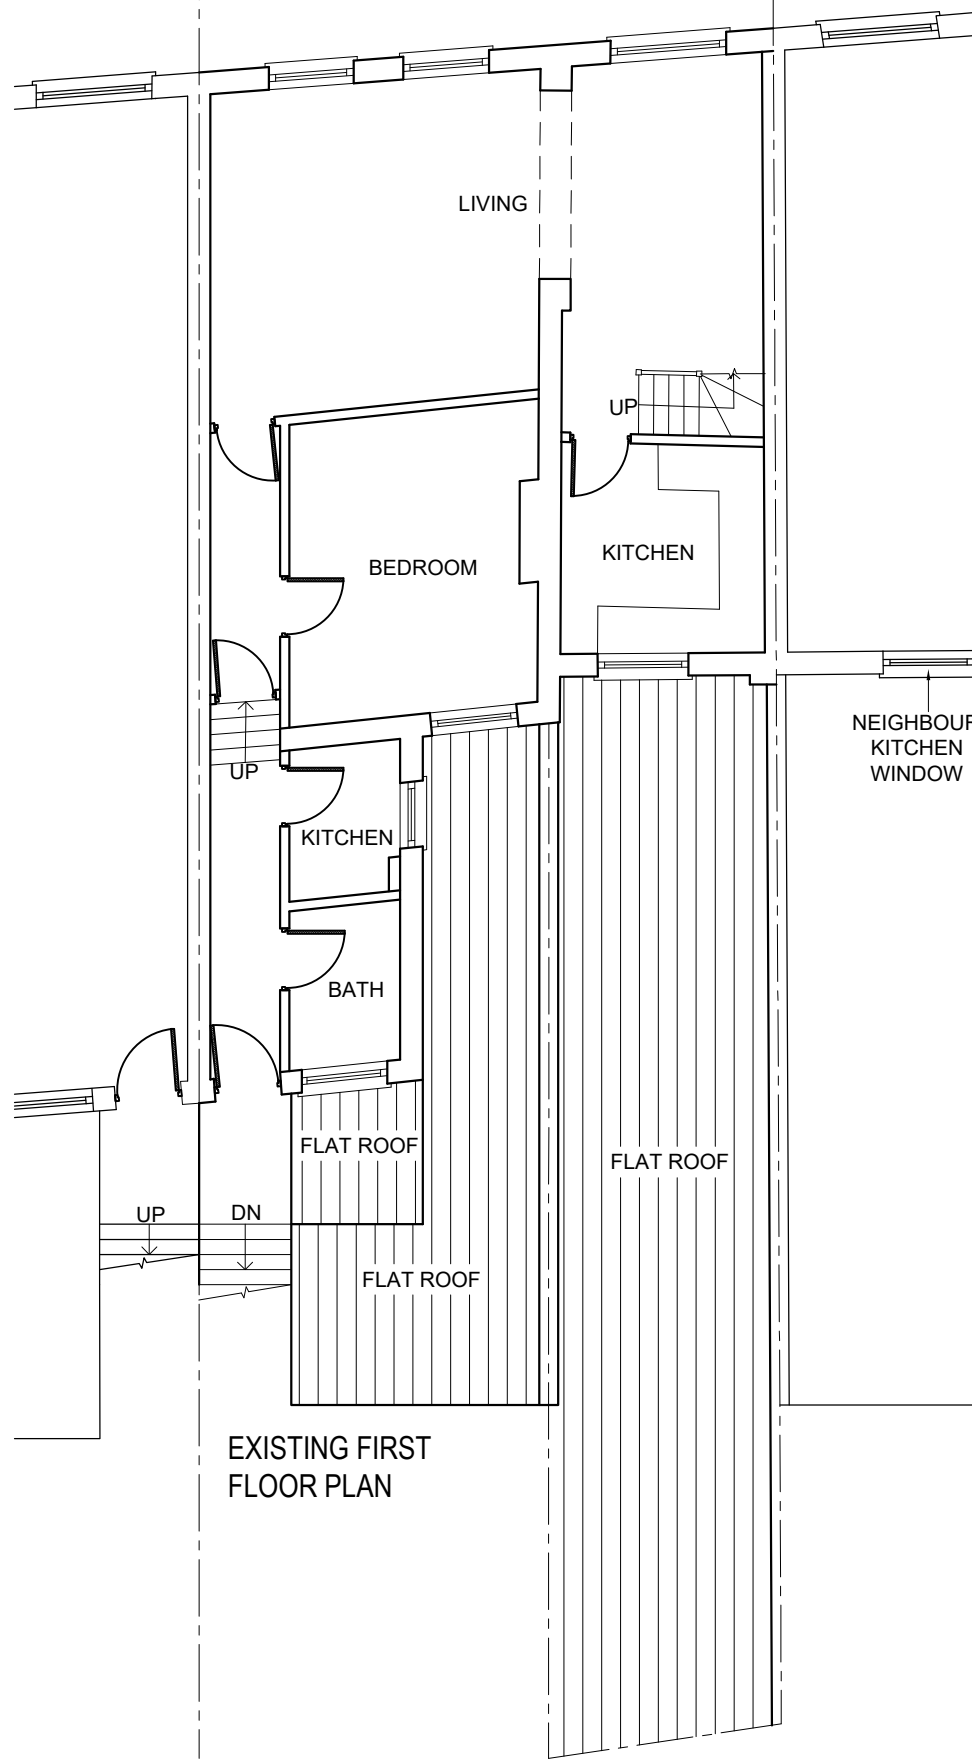 LIVING
UP
KITCHEN
BEDROOM
NEIGHBOUR
KITCHEN
WINDOW
UP
KITCHEN
BATH
FLAT ROOF
FLAT ROOF
UP
DN
FLAT ROOF
EXISTING FIRST
FLOOR PLAN